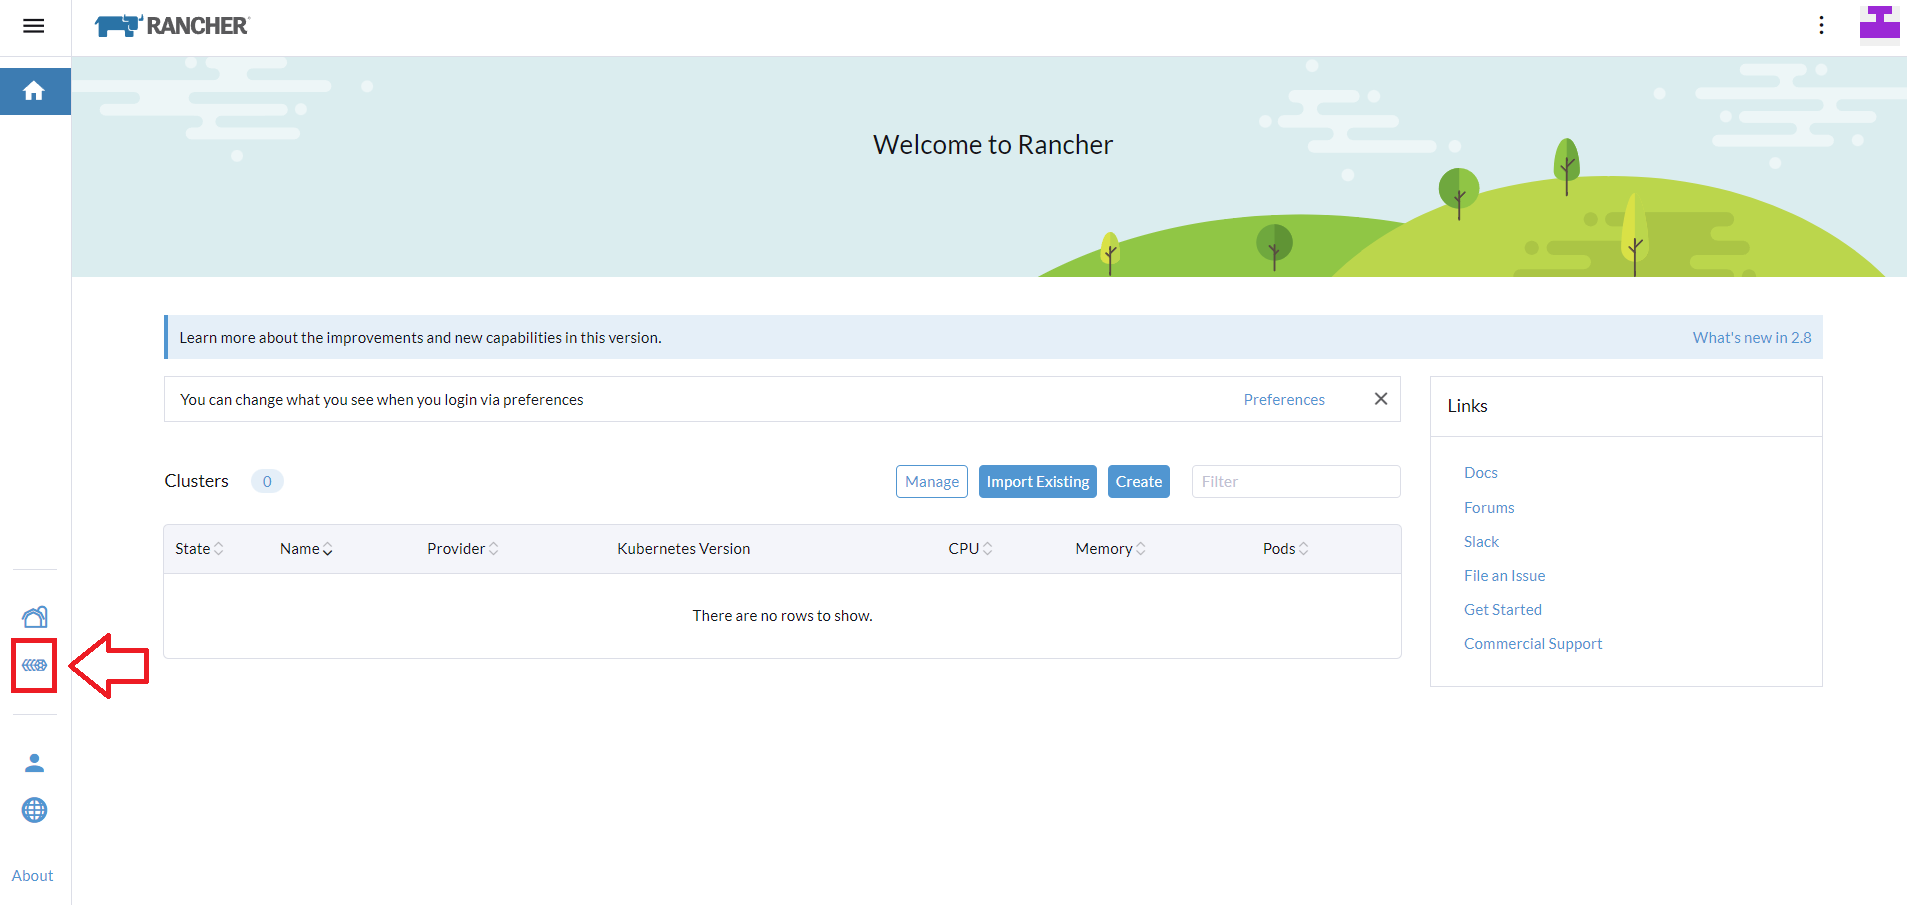 RANCHER
Welcome to Rancher
Learn more about the improvements and new capabilities in this version. What's new in 2.8
You can change what you see when you login via preferences Preferences
Links
Clusters 0 Manage Import Existing Create Filter
Docs
Forums
Slack
File an Issue
Get Started
Commercial Support
State Name Provider Kubernetes Version CPU Memory Pods
There are no rows to show.
About